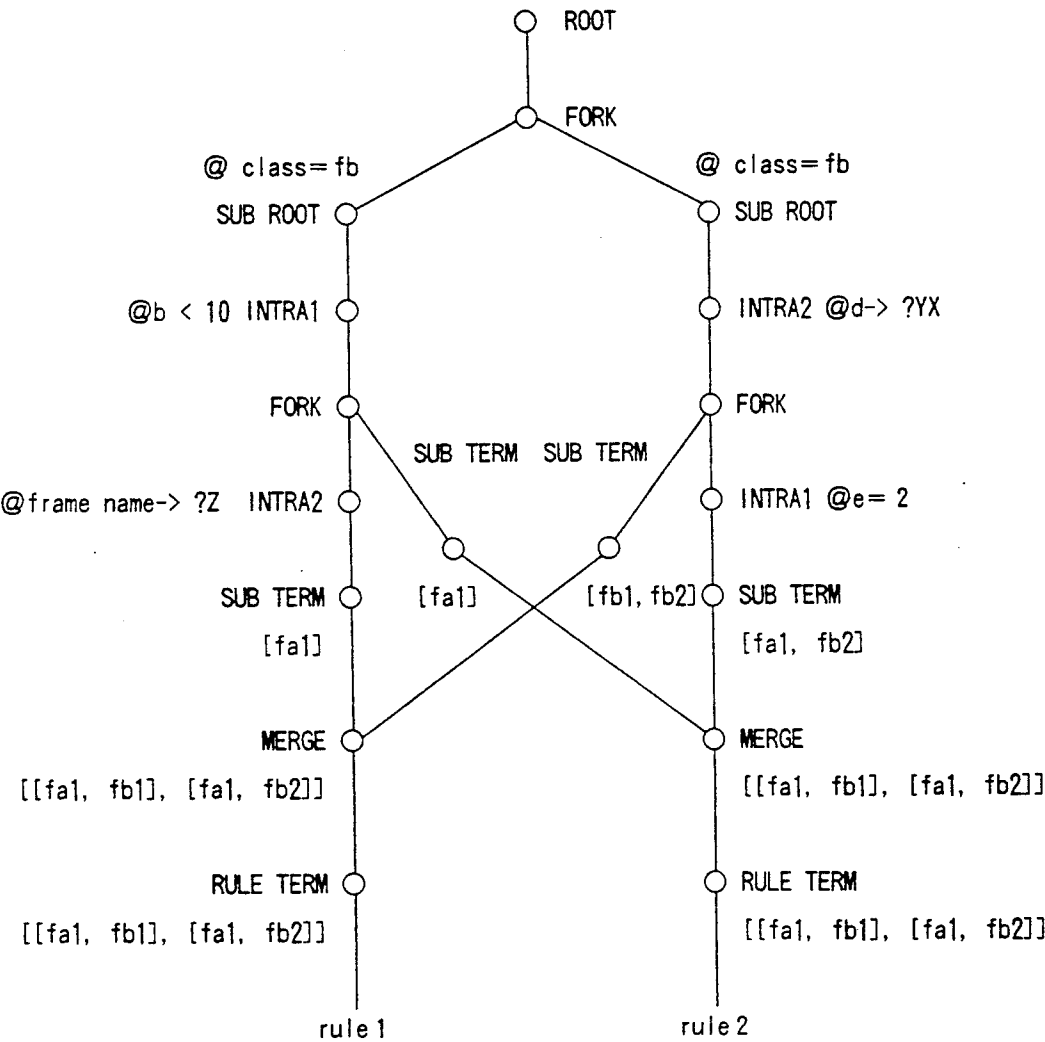 ROOT
FORK
@ class=fb
@ class=fb
SUB ROOT
SUB ROOT
@b < 10 INTRA1
INTRA2 @d-> ?YX
FORK
FORK
SUB TERM SUB TERM
@frame name-> ?Z INTRA2
INTRA1 @e= 2
SUB TERM
[fa1]
[fb1, fb2]
SUB TERM
[fa1]
[fa1, fb2]
MERGE
MERGE
[[fa1, fb1], [fa1, fb2]]
[[fa1, fb1], [fa1, fb2]]
RULE TERM
RULE TERM
[[fa1, fb1], [fa1, fb2]]
[[fa1, fb1], [fa1, fb2]]
rule1
rule2